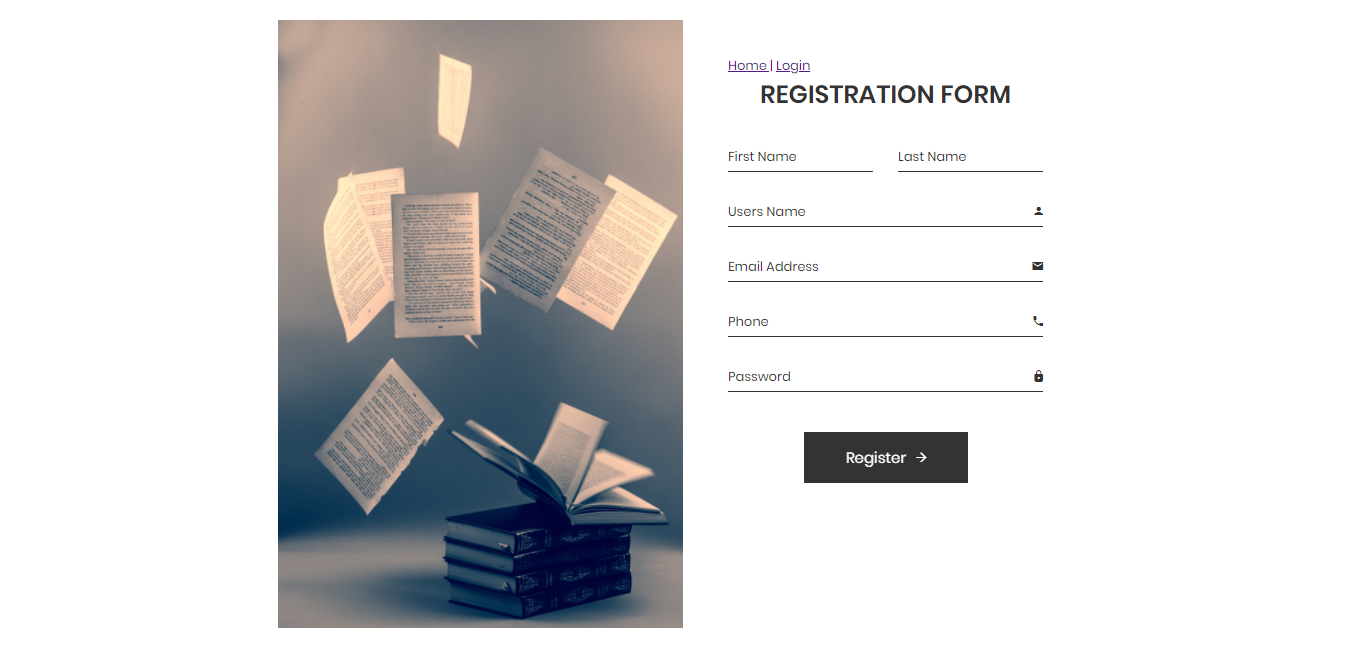 Home | Login
REGISTRATION FORM
First Name Last Name
Users Name
Email Address
Phone
Password
Register